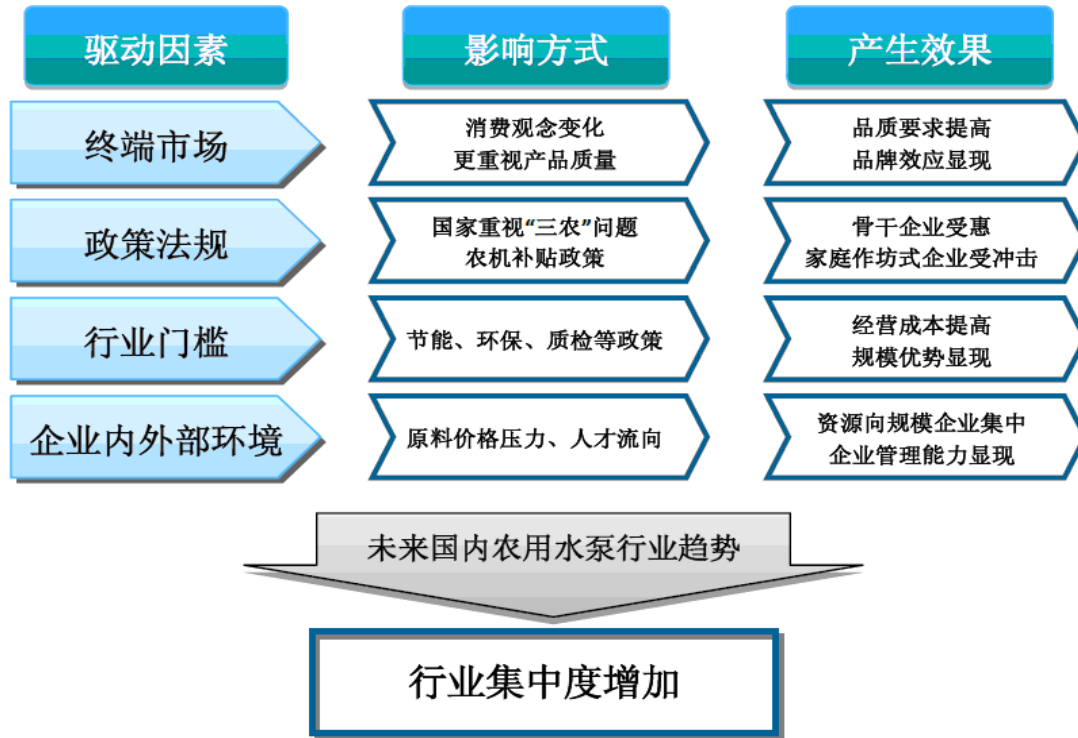 驱动因素
影响方式
产生效果
终端市场
消费观念变化
更重视产品质量
品质要求提高
品牌效应显现
政策法规
国家重视“三农”问题
农机补贴政策
骨干企业受惠
家庭作坊式企业受冲击
行业门槛
节能、环保、质检等政策
经营成本提高
规模优势显现
企业内外部环境
原料价格压力、人才流向
资源向规模企业集中
企业管理能力显现
未来国内农用水泵行业趋势
行业集中度增加